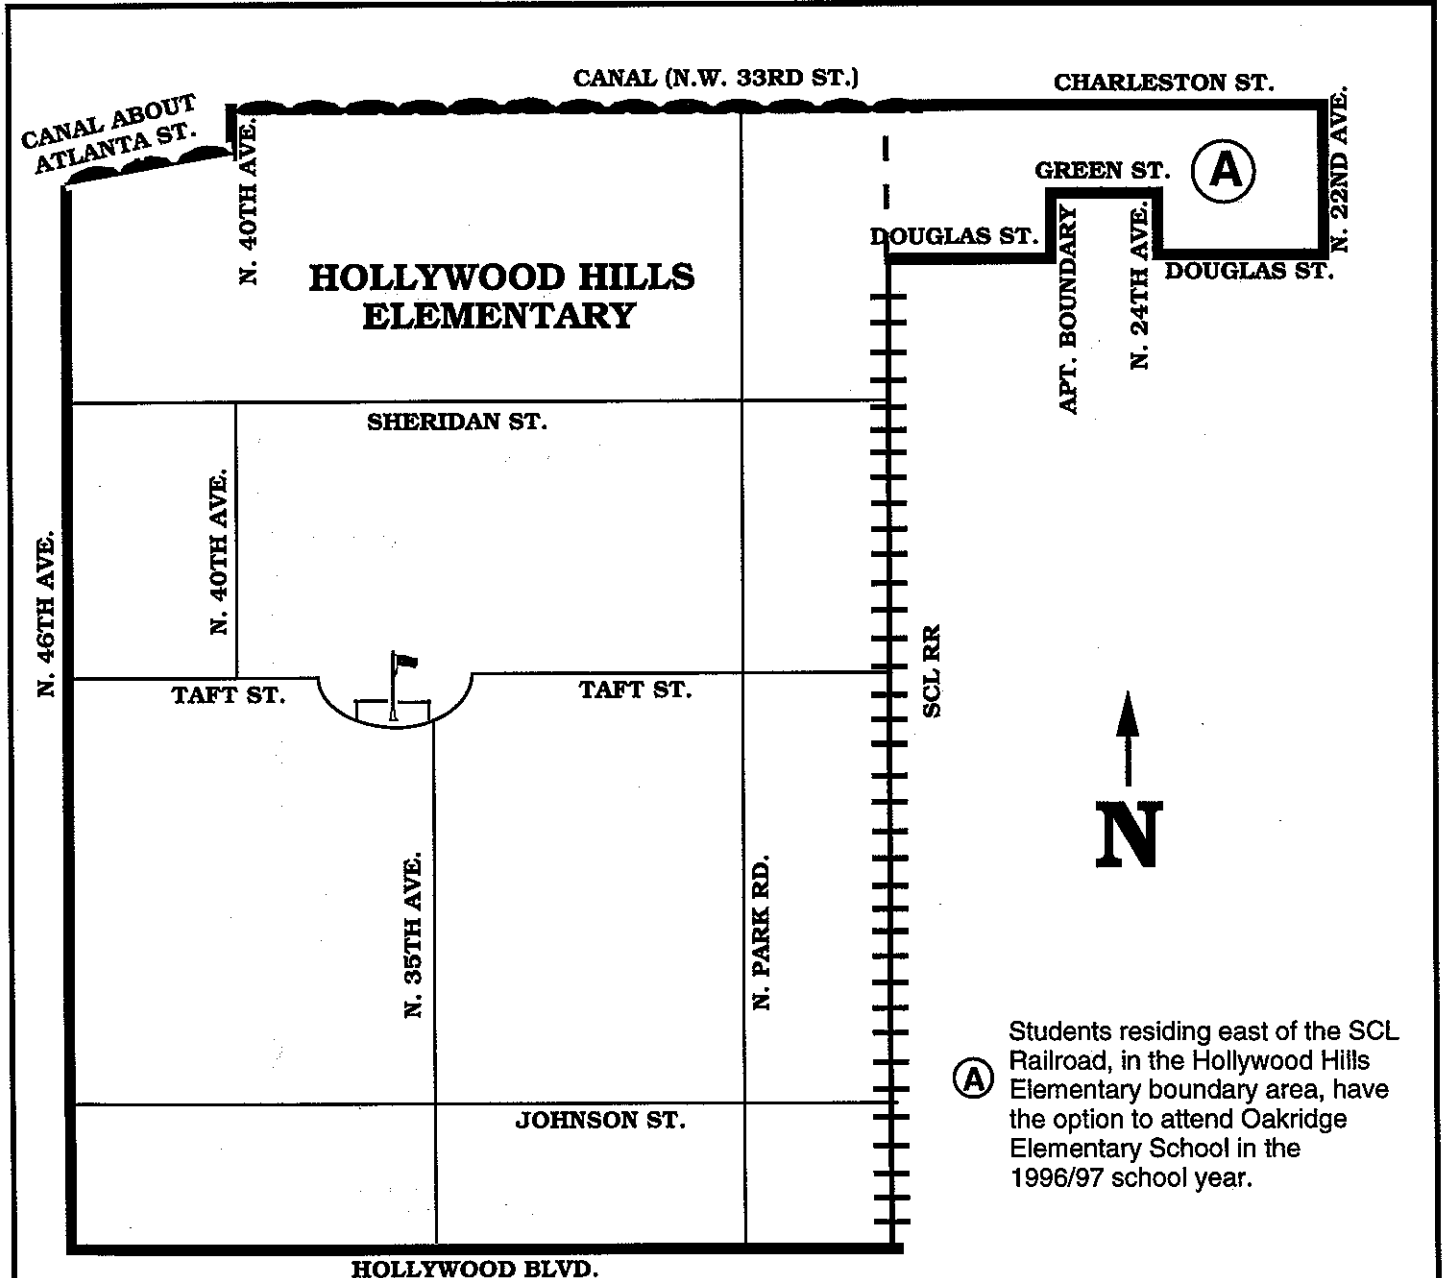 CANAL (N.W. 33RD ST.)
CHARLESTON ST.
CANAL ABOUT
ATLANTA ST.
N. 40TH AVE.
N. 22ND AVE.
GREEN ST.
A
DOUGLAS ST.
APT. BOUNDARY
N. 24TH AVE.
DOUGLAS ST.
HOLLYWOOD HILLS
ELEMENTARY
SHERIDAN ST.
N. 46TH AVE.
N. 40TH AVE.
TAFT ST.
TAFT ST.
SCL RR
N
N. 35TH AVE.
N. PARK RD.
A
Students residing east of the SCL
Railroad, in the Hollywood Hills
Elementary boundary area, have
the option to attend Oakridge
Elementary School in the
1996/97 school year.
JOHNSON ST.
HOLLYWOOD BLVD.